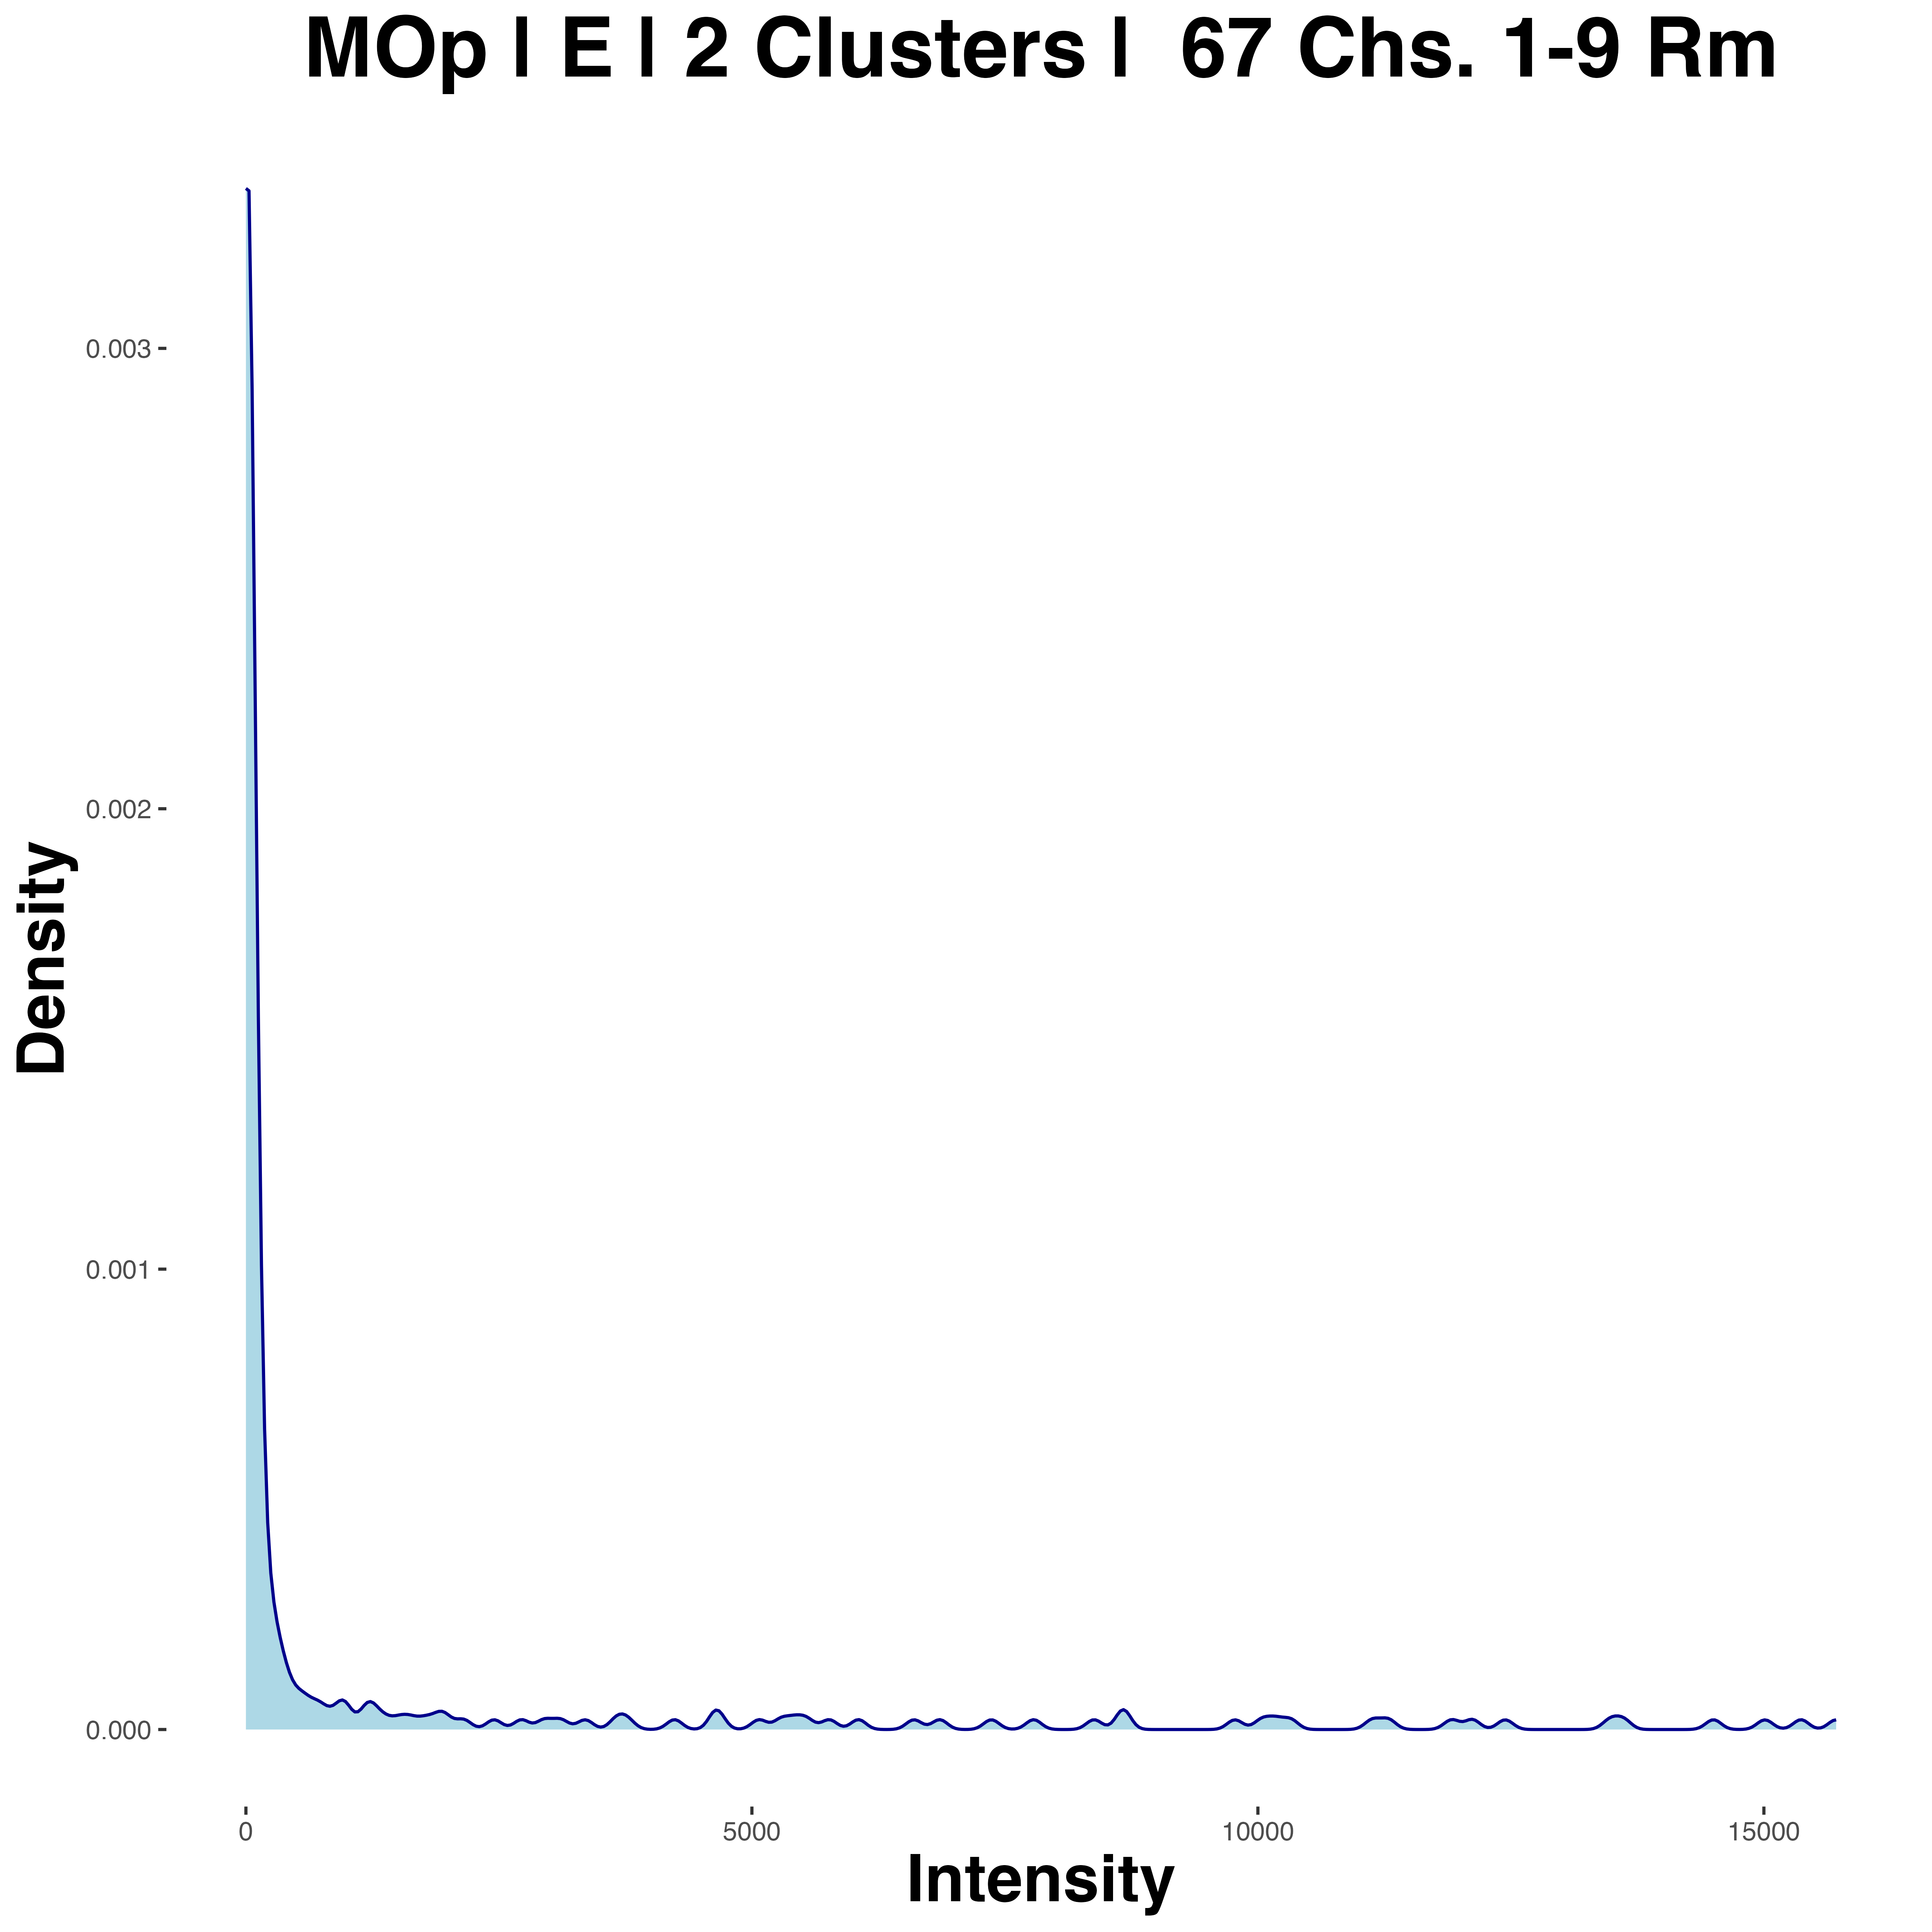 MOp | E | 2 Clusters |  67 Chs. 1-9 Rm
0.003
0.002
0.001
0.000
Density
0
5000
10000
15000
Intensity